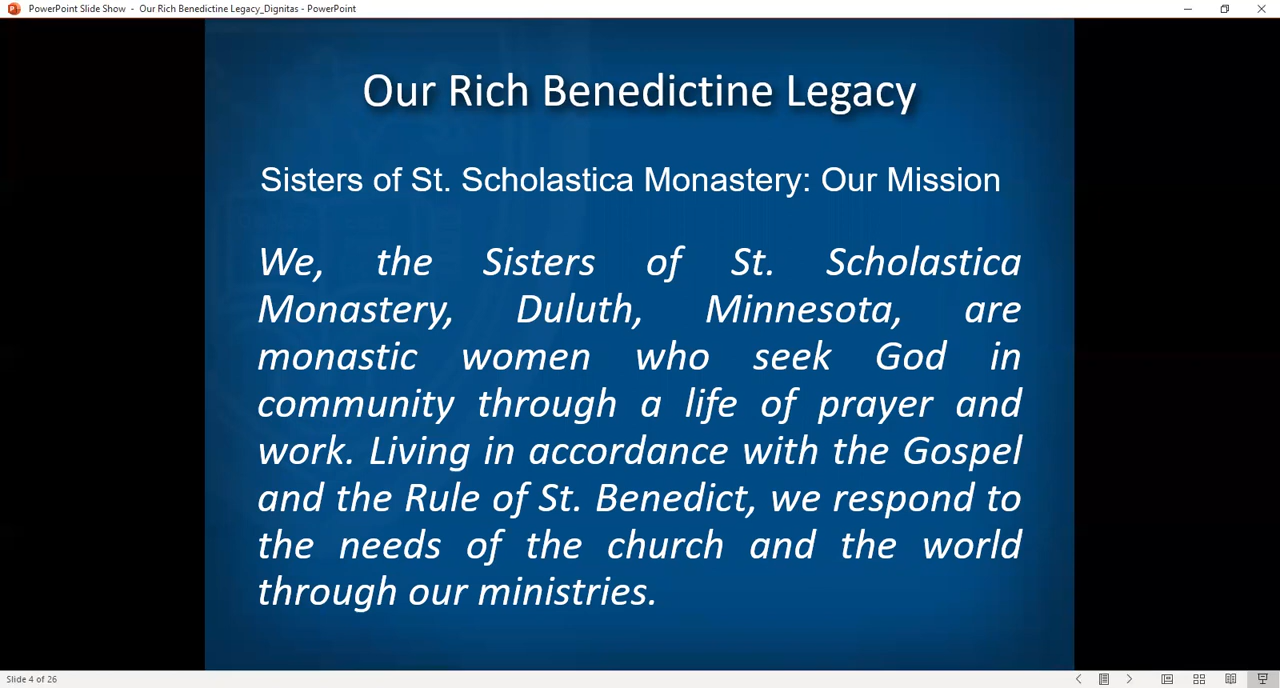 PowerPoint Slide Show - Our Rich Benedictine Legacy_Dignitas - PowerPoint
Our Rich Benedictine Legacy
Sisters of St. Scholastica Monastery: Our Mission
We, the Sisters of St. Scholastica
Monastery, Duluth, Minnesota, are
monastic women who seek God in
community through a life of prayer and
work. Living in accordance with the Gospel
and the Rule of St. Benedict, we respond to
the needs of the church and the world
through our ministries.
Slide 4 of 26